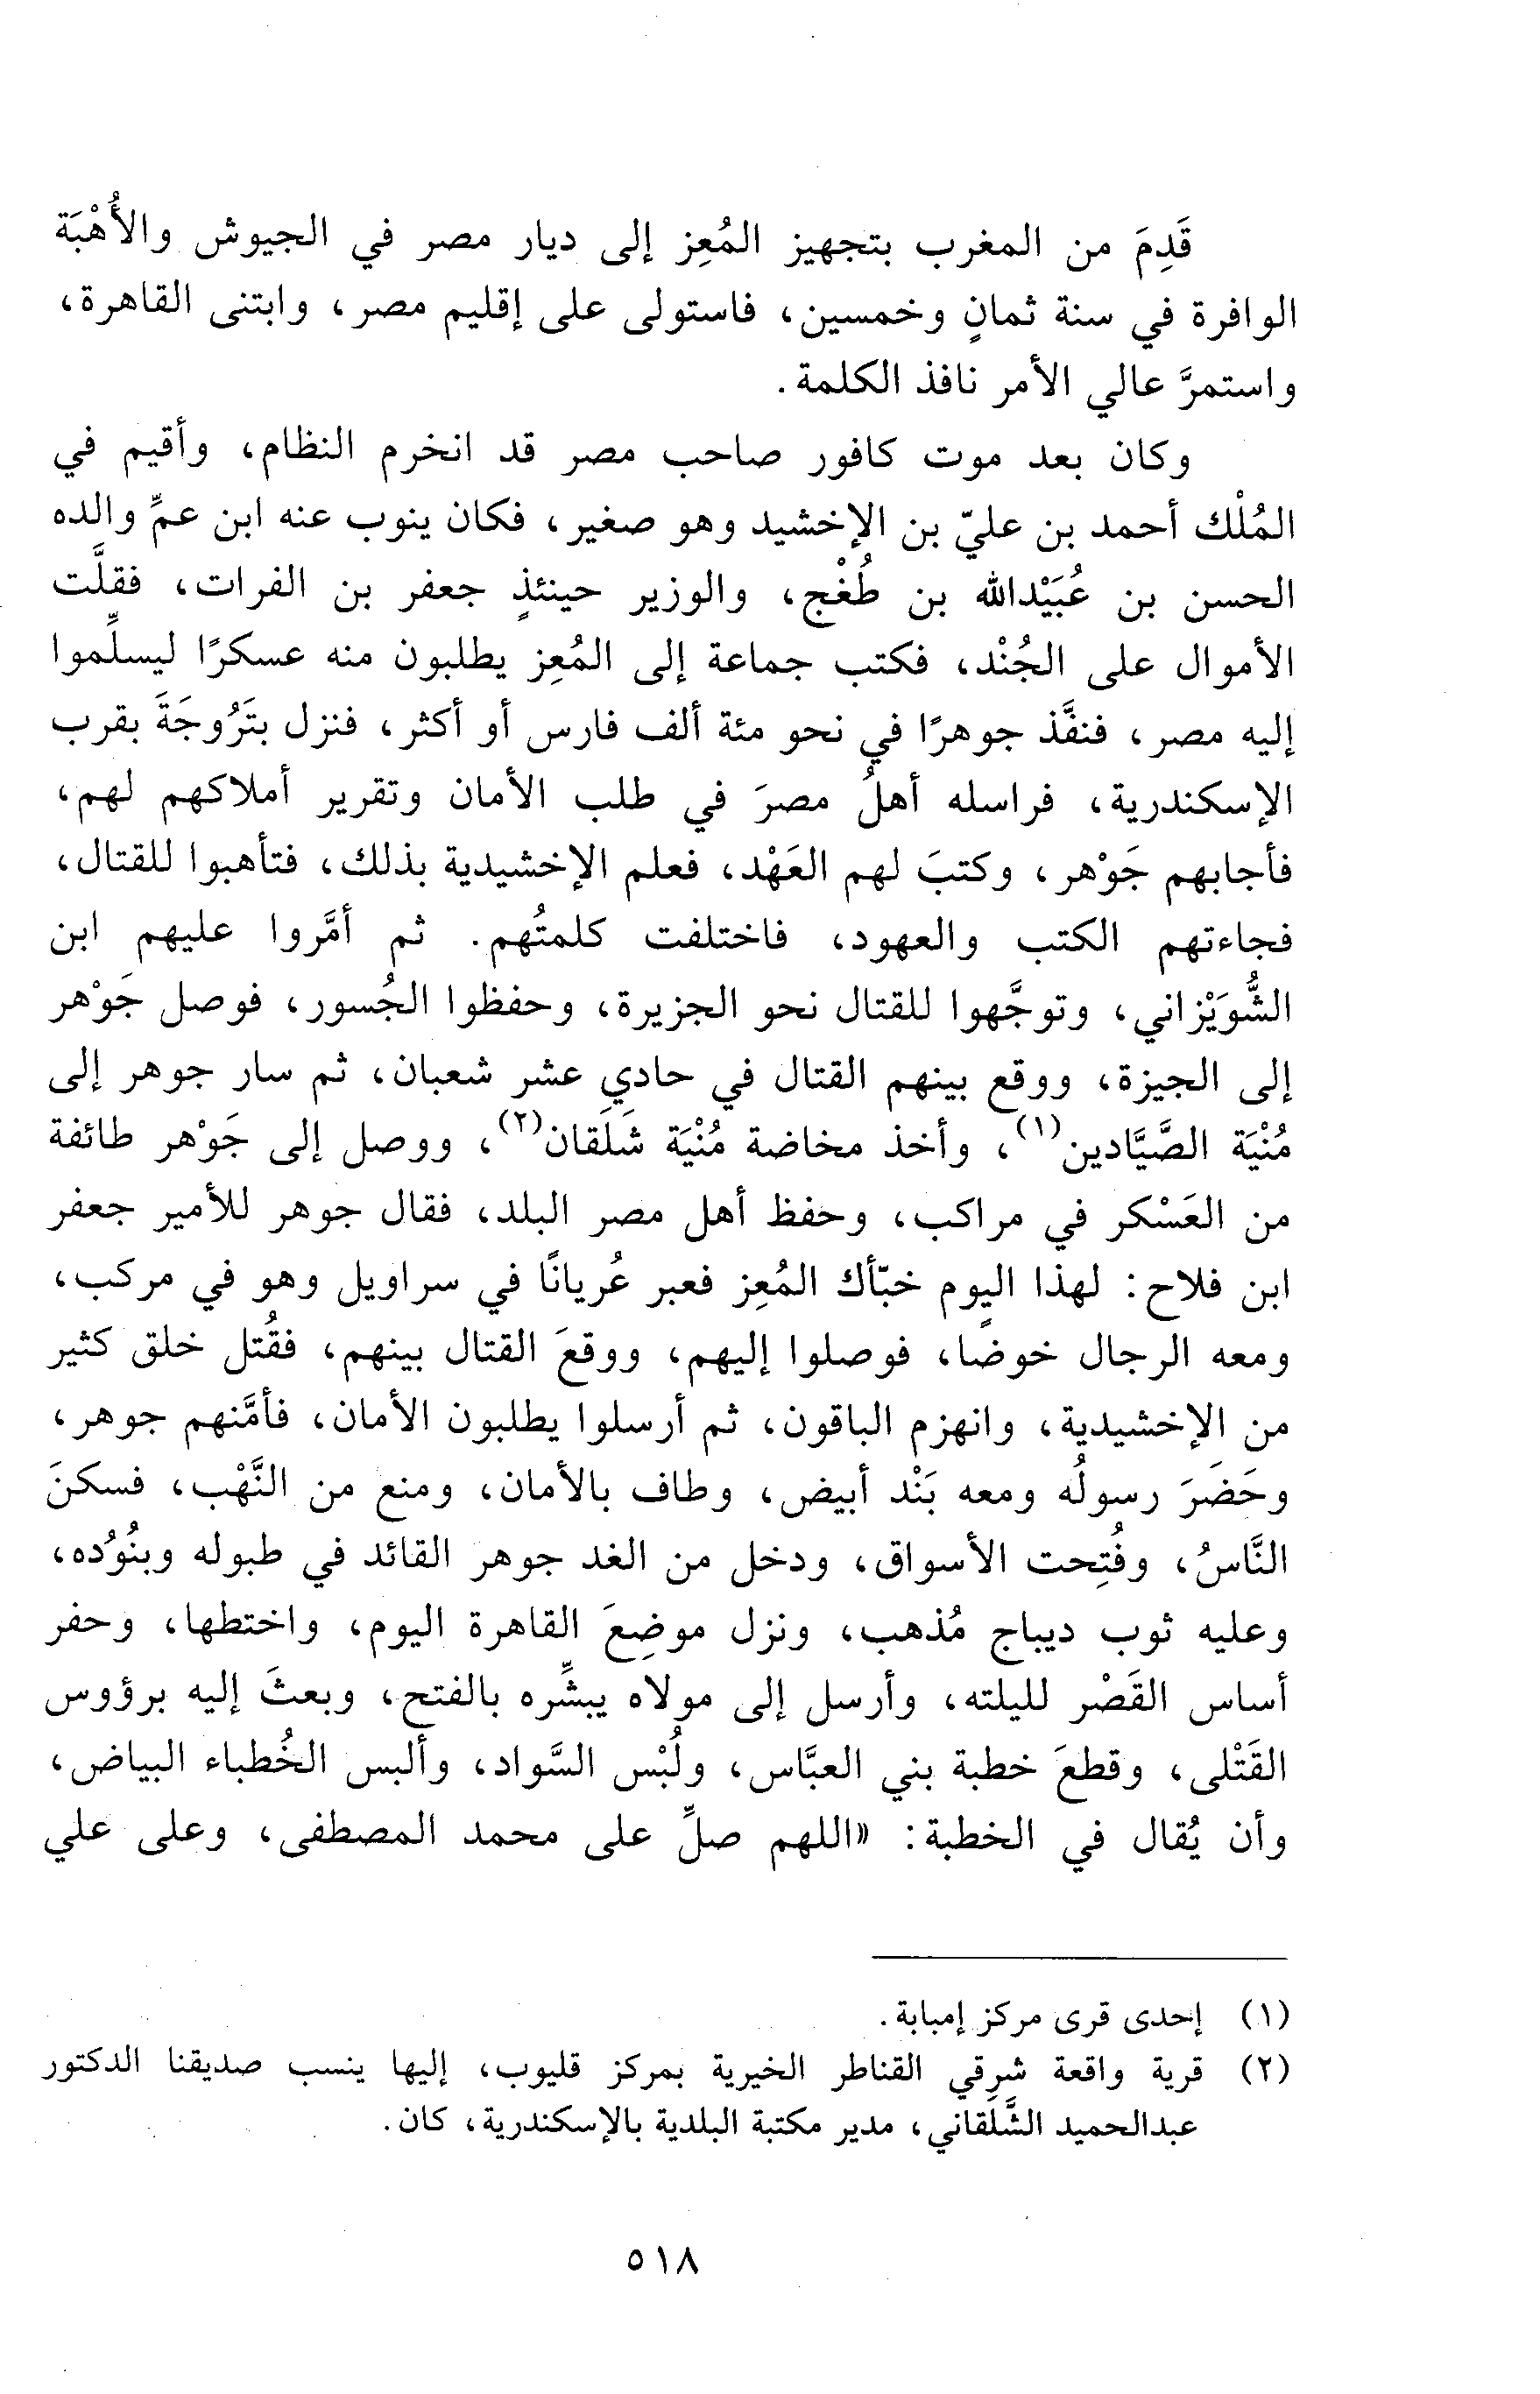 قَدِمَ من المغرب بتجهيز المُعِز إلى ديار مصر في الجيوش والأُهْبَة
الوافرة في سنة ثمانٍ وخمسين، فاستولى على إقليم مصر، وابتنى القاهرة،
واستمرَّ عالي الأمر نافذ الكلمة.
وكان بعد موت كافور صاحب مصر قد انخرم النظام، وأقيم في
المُلْك أحمد بن عليّ بن الإخشيد وهو صغير، فكان ينوب عنه ابن عمِّ والده
الحسن بن عُبَيْدالله بن طُغْج، والوزير حينئذٍ جعفر بن الفرات، فقلَّت
الأموال على الجُنْد، فكتب جماعة إلى المُعِز يطلبون منه عسكرًا ليسلِّموا
إليه مصر، فنفَّذ جوهرًا في نحو مئة ألف فارس أو أكثر، فنزل بتَرُوجَةَ بقرب
الإسكندرية، فراسله أهلُ مصرَ في طلب الأمان وتقرير أملاكهم لهم،
فأجابهم جَوْهر، وكتبَ لهم العَهْد، فعلم الإخشيدية بذلك، فتأهبوا للقتال،
فجاءتهم الكتب والعهود، فاختلفت كلمتُهم. ثم أمَّروا عليهم ابن
الشُّوَيْزاني، وتوجَّهوا للقتال نحو الجزيرة، وحفظوا الجُسور، فوصل جَوْهر
إلى الجيزة، ووقع بينهم القتال في حادي عشر شعبان، ثم سار جوهر إلى
مُنْيَة الصَّيَّادين(١)، وأخذ مخاضة مُنْيَة شَلَقان(٢)، ووصل إلى جَوْهر طائفة
من العَسْكر في مراكب، وحفظ أهل مصر البلد، فقال جوهر للأمير جعفر
ابن فلاح: لهذا اليوم خبّأك المُعِز فعبر عُريانًا في سراويل وهو في مركب،
ومعه الرجال خوضًا، فوصلوا إليهم، ووقعَ القتال بينهم، فقُتل خلق كثير
من الإخشيدية، وانهزم الباقون، ثم أرسلوا يطلبون الأمان، فأمَّنهم جوهر،
وحَضَرَ رسولُه ومعه بَنْد أبيض، وطاف بالأمان، ومنع من النَّهْب، فسكنَ
النَّاسُ، وفُتِحت الأسواق، ودخل من الغد جوهر القائد في طبوله وبنُوْده،
وعليه ثوب ديباج مُذهب، ونزل موضِعَ القاهرة اليوم، واختطها، وحفر
أساس القَصْر لليلته، وأرسل إلى مولاه يبشِّره بالفتح، وبعثَ إليه برؤوس
القَتْلى، وقطعَ خطبة بني العبَّاس، ولُبْس السَّواد، وألبس الخُطباء البياض،
وأن يُقال في الخطبة: «اللهم صلِّ على محمد المصطفى، وعلى علي
(١) إحدى قرى مركز إمبابة.
(٢) قرية واقعة شرقي القناطر الخيرية بمركز قليوب، إليها ينسب صديقنا الدكتور
عبدالحميد الشَّلَقاني، مدير مكتبة البلدية بالإسكندرية، كان.
٥١٨